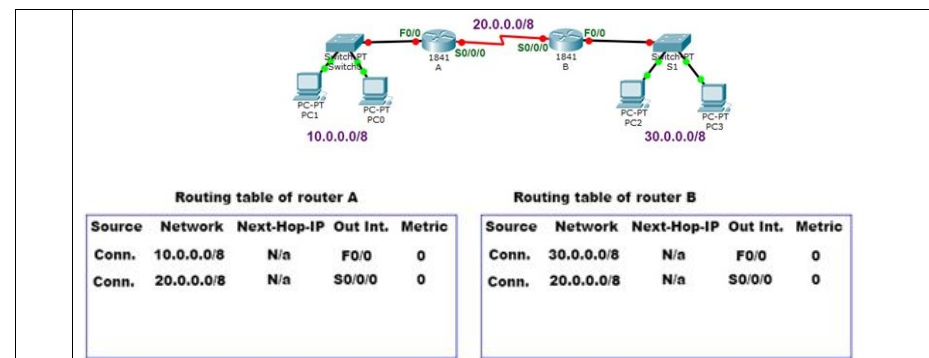 20.0.0.0/8
F0/0
S0/0/0
S0/0/0
F0/0
Switch-PT
1841
A
1841
B
Switch-PT
S1
PC-PT
PC1
PC-PT
PC0
PC-PT
PC2
PC-PT
PC3
10.0.0.0/8
30.0.0.0/8
Routing table of router A
Source Network Next-Hop-IP Out Int. Metric
Conn. 10.0.0.0/8 N/a F0/0 0
Conn. 20.0.0.0/8 N/a S0/0/0 0
Routing table of router B
Source Network Next-Hop-IP Out Int. Metric
Conn. 30.0.0.0/8 N/a F0/0 0
Conn. 20.0.0.0/8 N/a S0/0/0 0